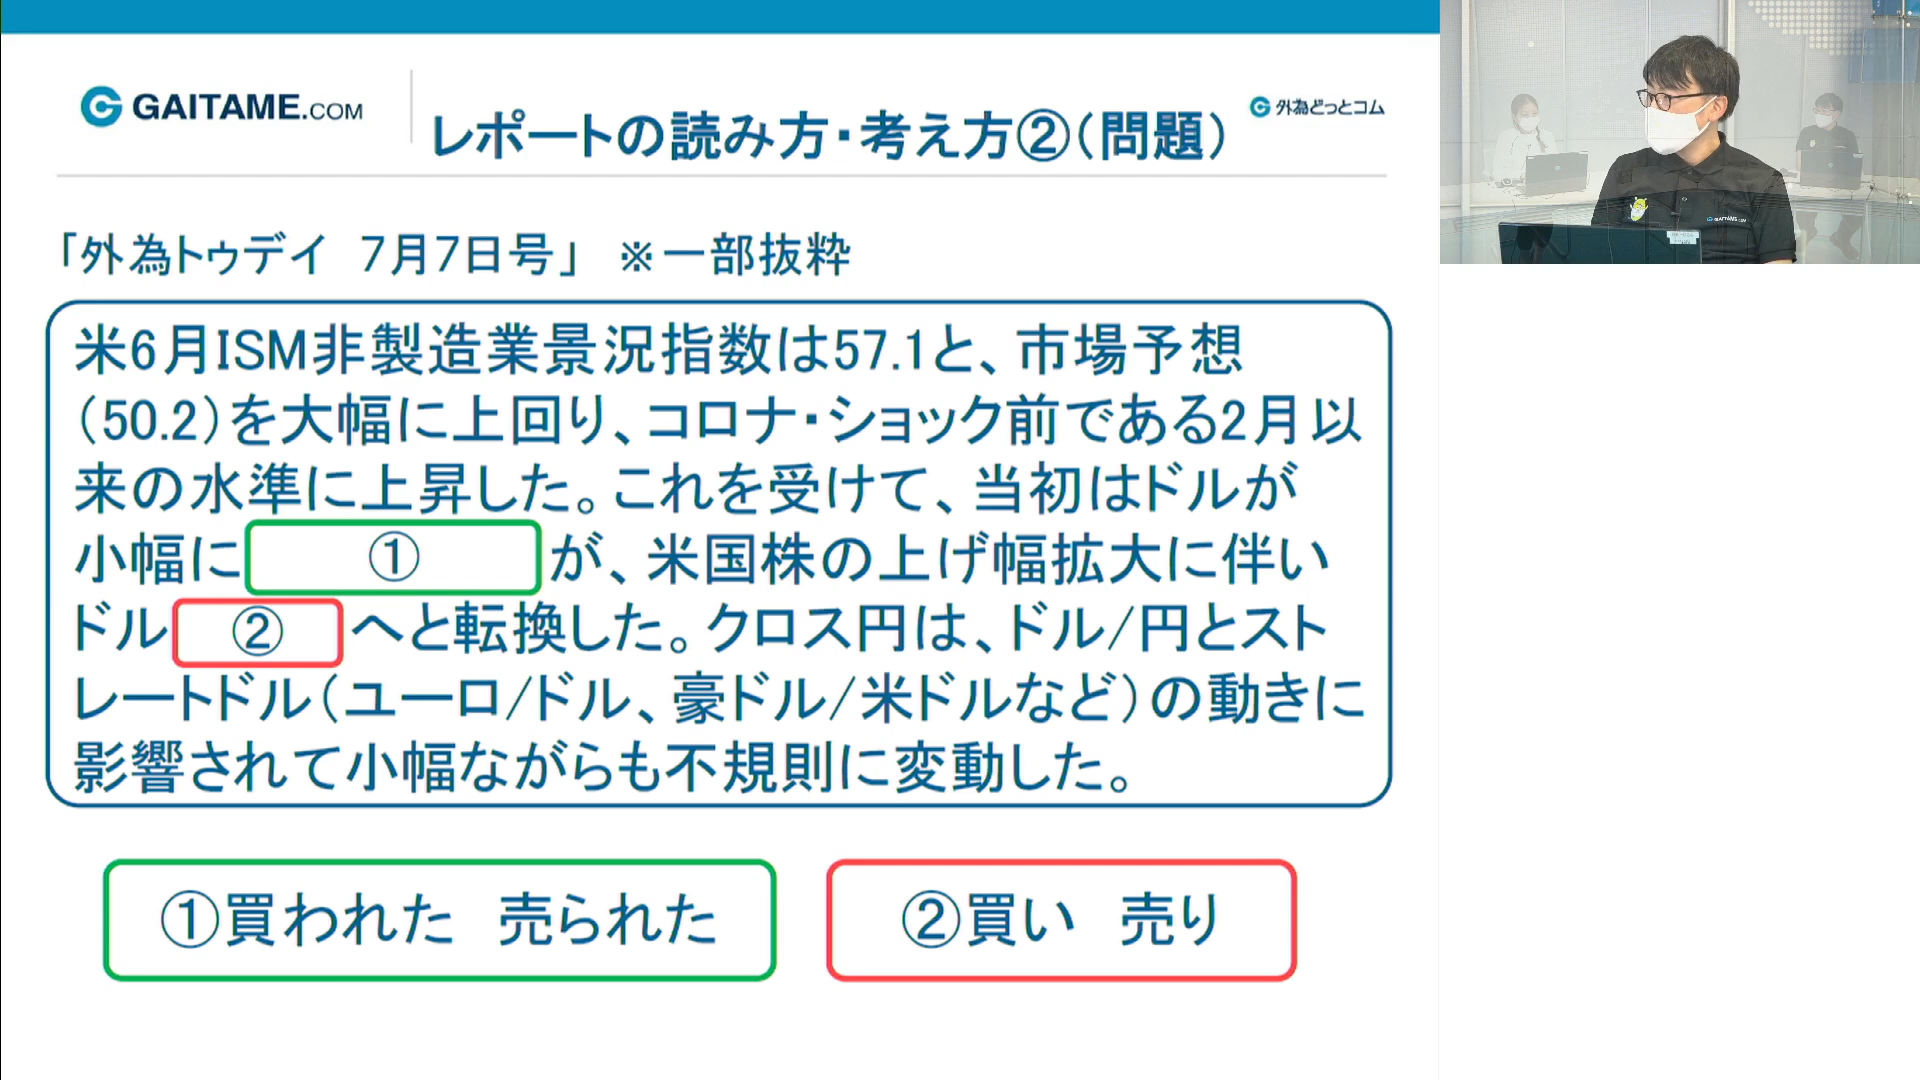 GAITAME.COM
レポートの読み方・考え方②(問題)
外為どっとコム
「外為トゥデイ 7月7日号」 ※一部抜粋
米6月ISM非製造業景況指数は57.1と、市場予想
(50.2)を大幅に上回り、コロナ・ショック前である2月以
来の水準に上昇した。これを受けて、当初はドルが
小幅に ① が、米国株の上げ幅拡大に伴い
ドル ② へと転換した。クロス円は、ドル/円とスト
レートドル(ユーロ/ドル、豪ドル/米ドルなど)の動きに
影響されて小幅ながらも不規則に変動した。
①買われた 売られた
②買い 売り
GAITAME.COM